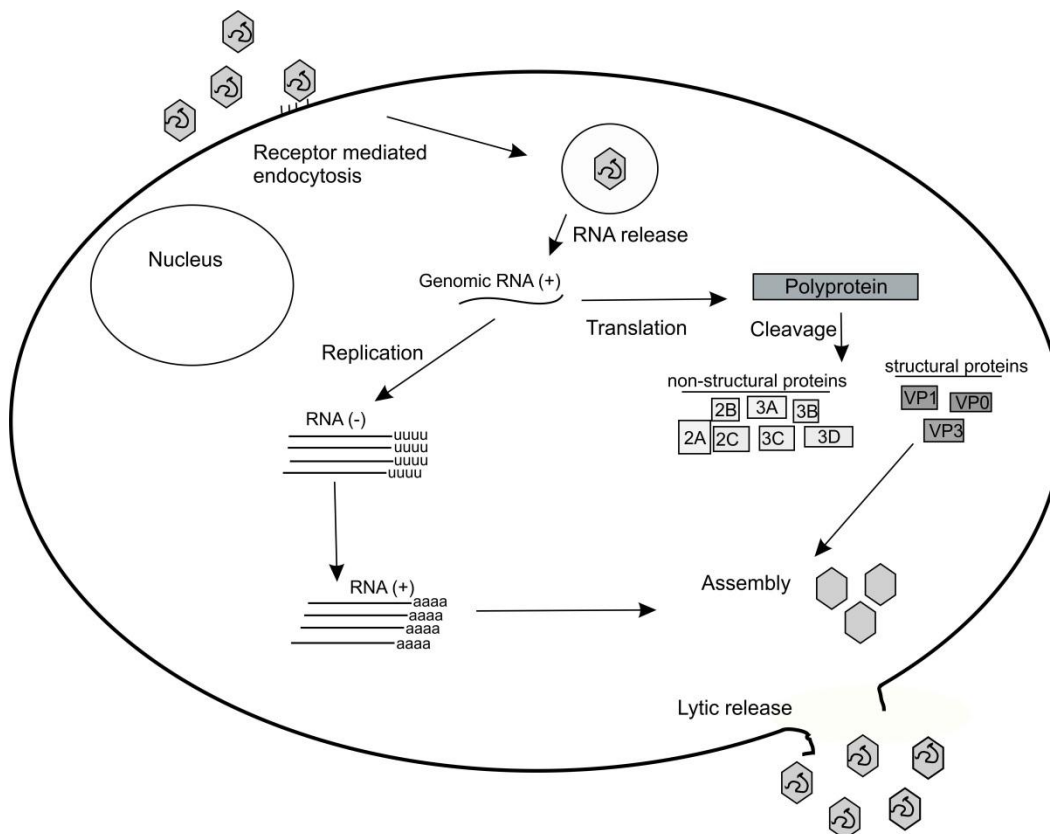 Receptor mediated
endocytosis
RNA release
Nucleus
Genomic RNA (+)
Translation
Polyprotein
Cleavage
Replication
non-structural proteins
2B
3A
3B
2A
2C
3C
3D
structural proteins
VP1
VP0
VP3
RNA (-)
uuuu
uuuu
uuuu
uuuu
RNA (+)
aaaa
aaaa
aaaa
aaaa
Assembly
Lytic release